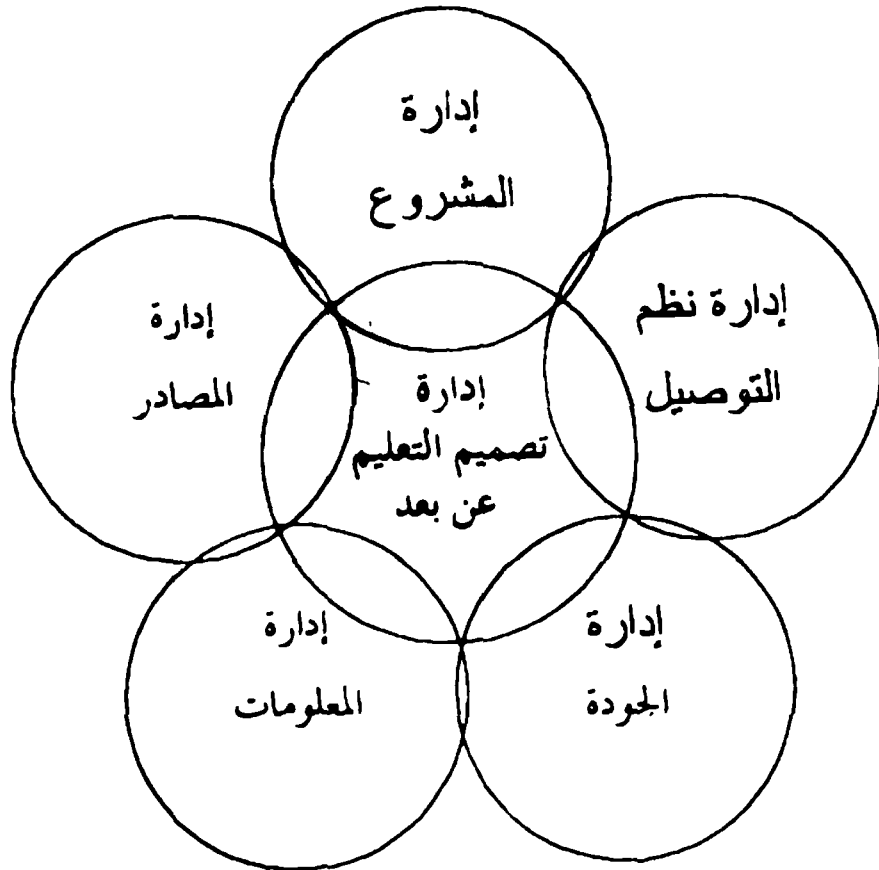 إدارة
المشروع
إدارة نظم
التوصيل
إدارة
المصادر
إدارة
تصميم التعليم
عن بعد
إدارة
الجودة
إدارة
المعلومات